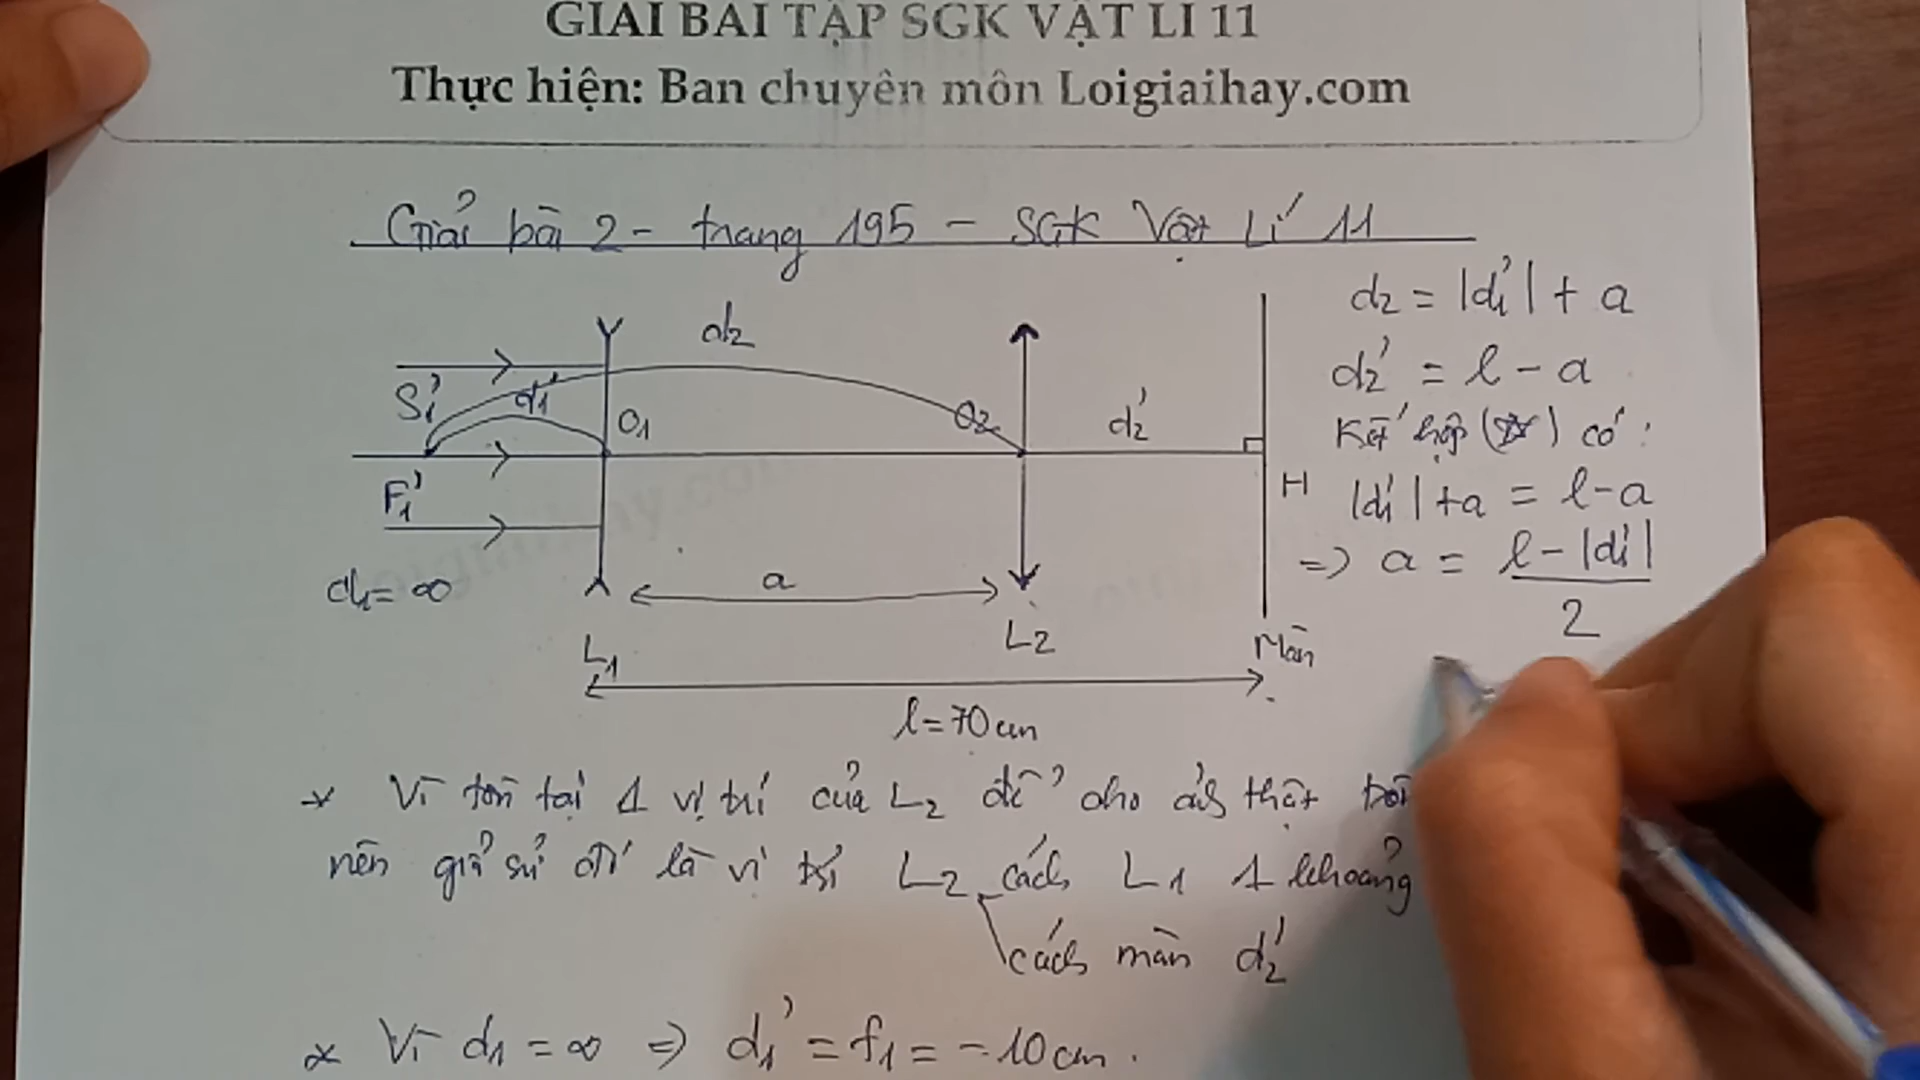 GIẢI BÀI TẬP SGK VẬT LÍ 11
Thực hiện: Ban chuyên môn Loigiaihay.com
Giải bài 2 - trang 195 - SGK Vật Lí 11
d2 = |d1'| + a
d2' = l - a
Kết hợp (*) có:
|d1'| + a = l - a
=> a = l - |d1'|
2
d2
S1'
d1'
O1
O2
d2'
F1'
H
d1 = ∞
a
L1
L2
Màn
l = 70cm
* Vì tồn tại 1 vị trí của L2 để cho ảnh thật
nên giả sử đó là vị trí L2 cách L1 1 khoảng
cách màn d2'
* Vì d1 = ∞ => d1' = f1 = -10cm.